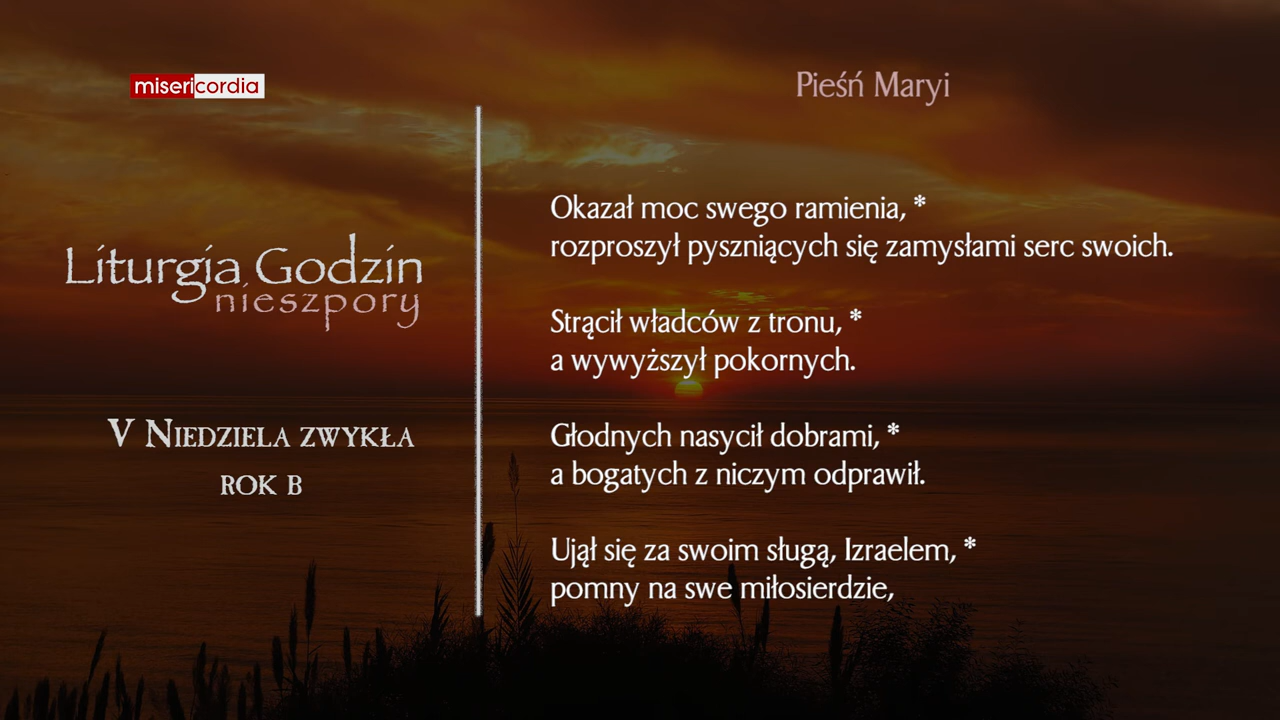 misericordia
Liturgia Godzin
nieszpory
V Niedziela zwykła
rok B
Pieśń Maryi
Okazał moc swego ramienia, *
rozproszył pyszniących się zamysłami serc swoich.
Strącił władców z tronu, *
a wywyższył pokornych.
Głodnych nasycił dobrami, *
a bogatych z niczym odprawił.
Ujął się za swoim sługą, Izraelem, *
pomny na swe miłosierdzie,